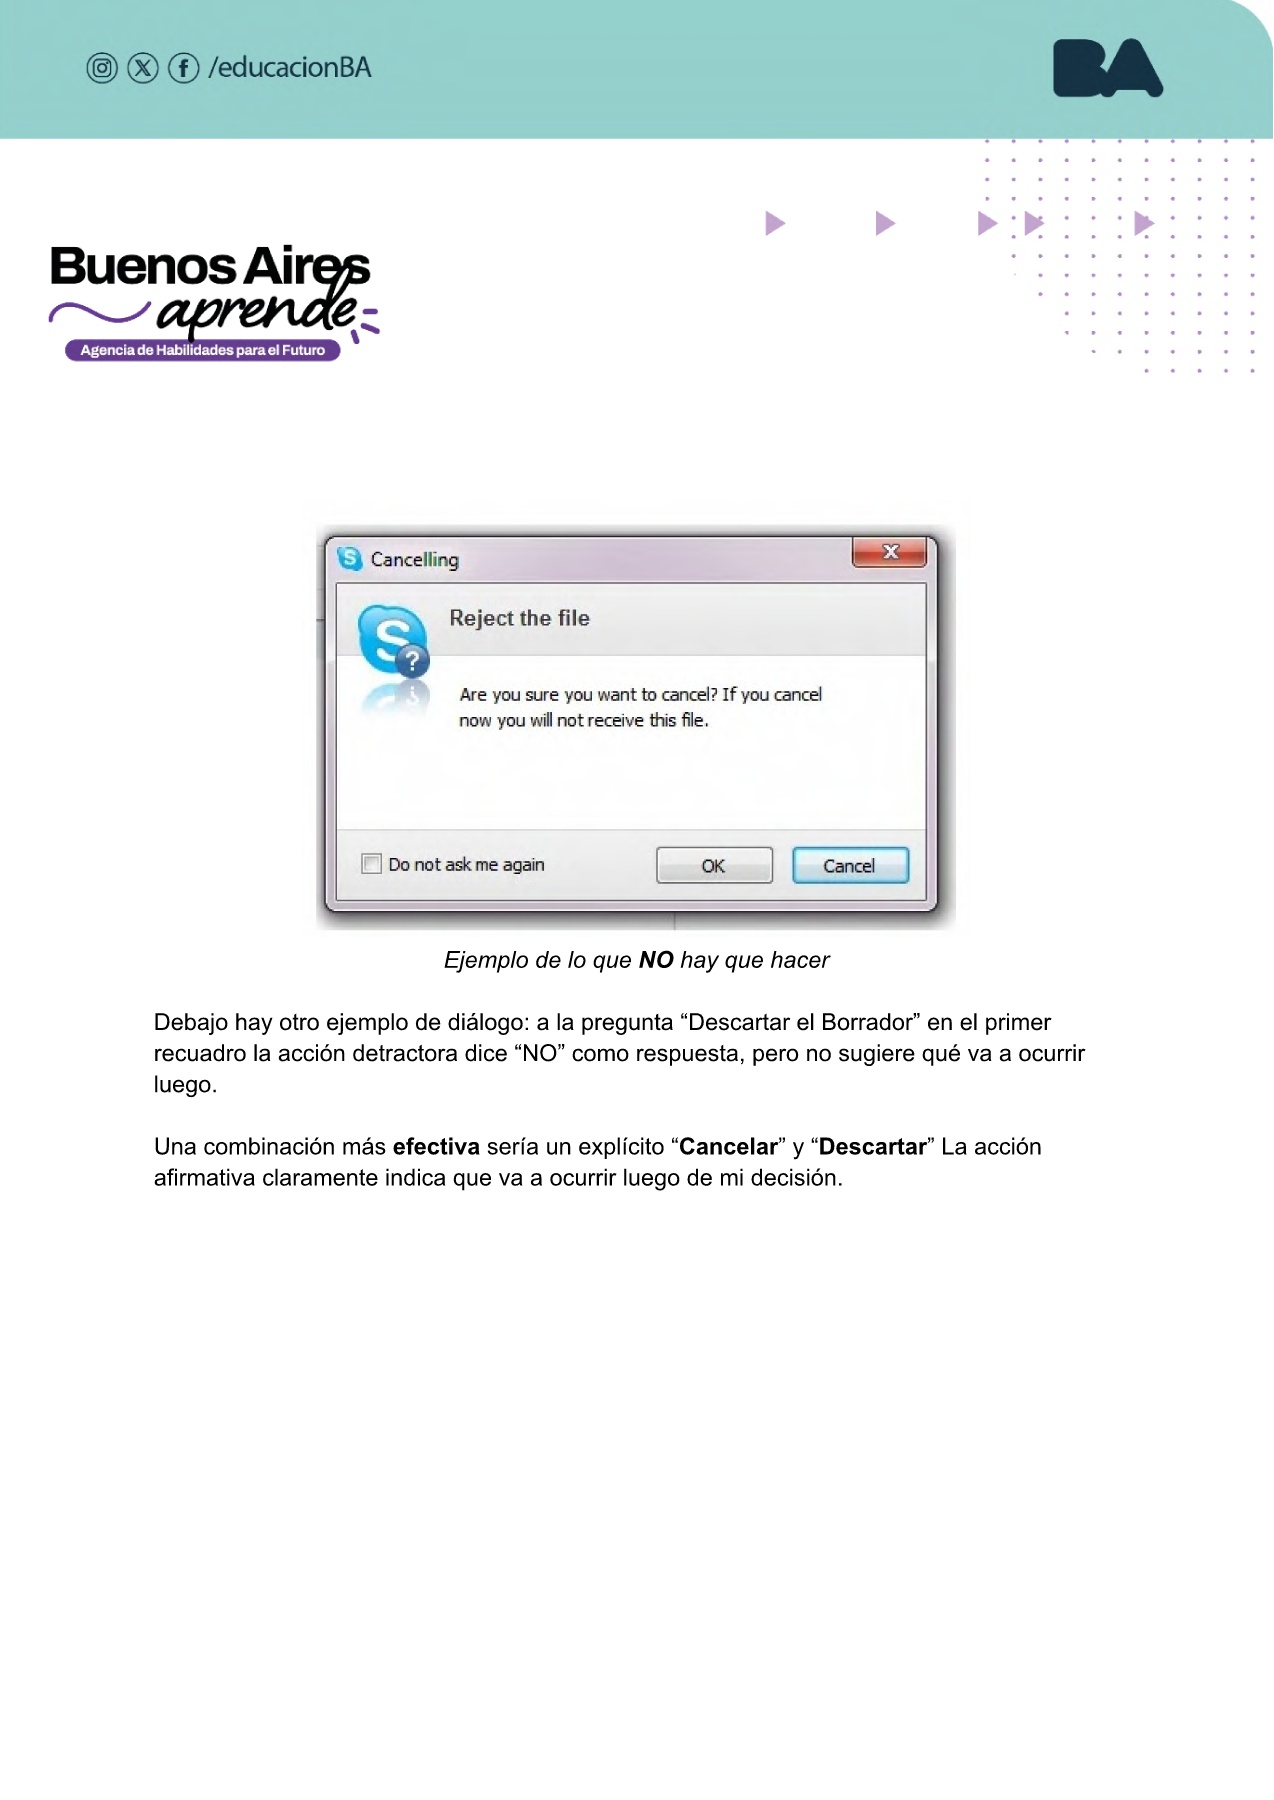 /educacionBA
BA
Buenos Aires
aprende
Agencia de Habilidades para el Futuro
Cancelling
Reject the file
Are you sure you want to cancel? If you cancel
now you will not receive this file.
Do not ask me again
OK
Cancel
Ejemplo de lo que NO hay que hacer
Debajo hay otro ejemplo de diálogo: a la pregunta “Descartar el Borrador” en el primer
recuadro la acción detractora dice “NO” como respuesta, pero no sugiere qué va a ocurrir
luego.
Una combinación más efectiva sería un explícito “Cancelar” y “Descartar” La acción
afirmativa claramente indica que va a ocurrir luego de mi decisión.